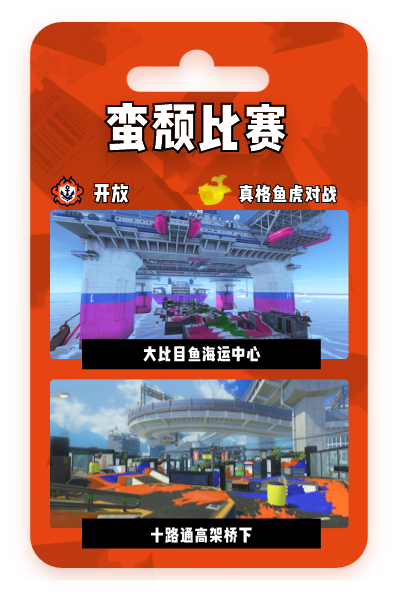 蛮颓比赛
开放
真格鱼虎对战
大比目鱼海运中心
十路通高架桥下